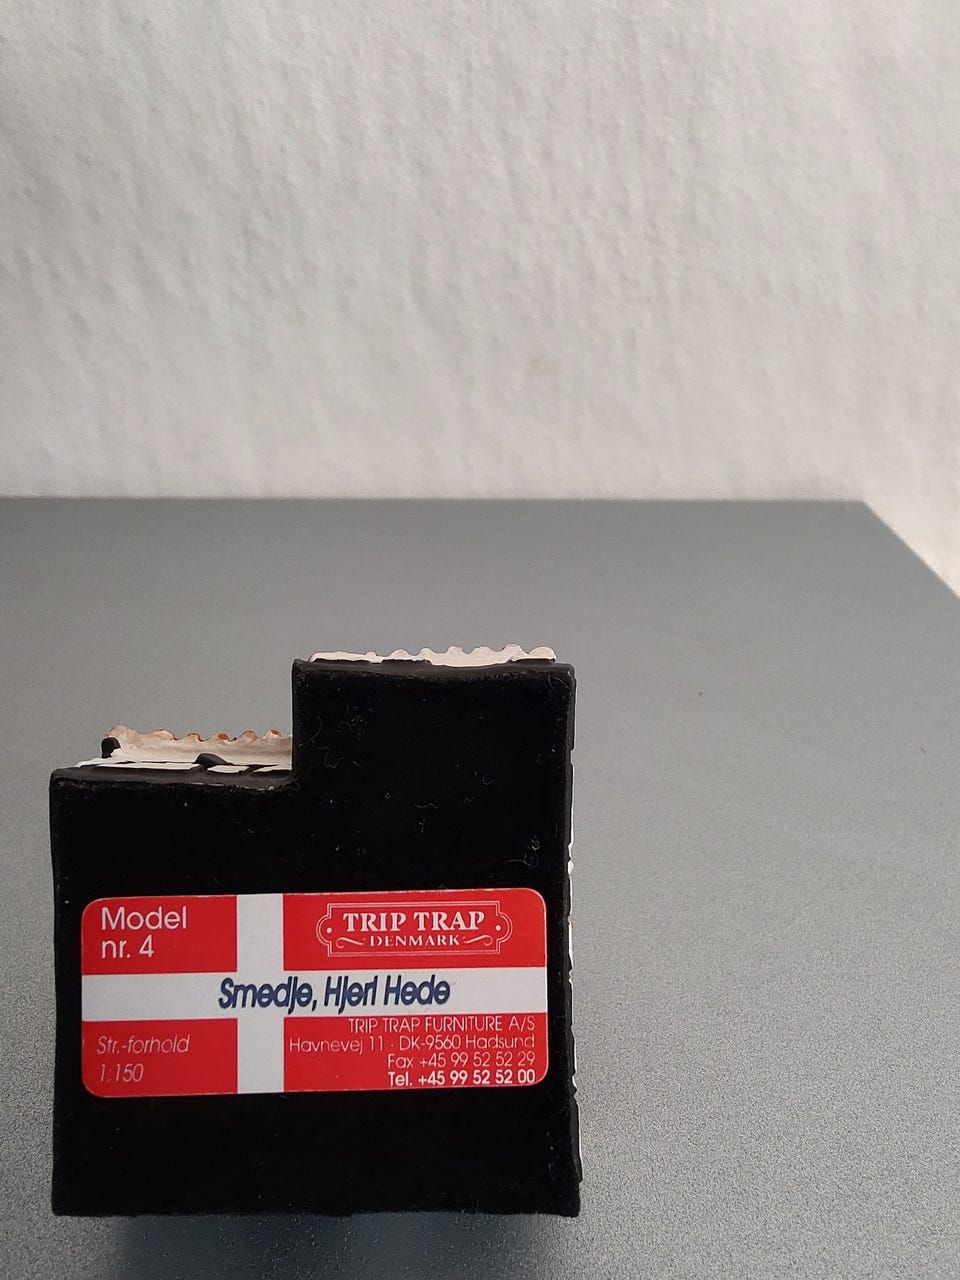 Model
nr. 4
TRIP TRAP
DENMARK
Smedje, Hjerl Hede
Str.-forhold
1:150
TRIP TRAP FURNITURE A/S
Havnevej 11 · DK-9560 Hadsund
Fax +45 99 52 52 29
Tel. +45 99 52 52 00